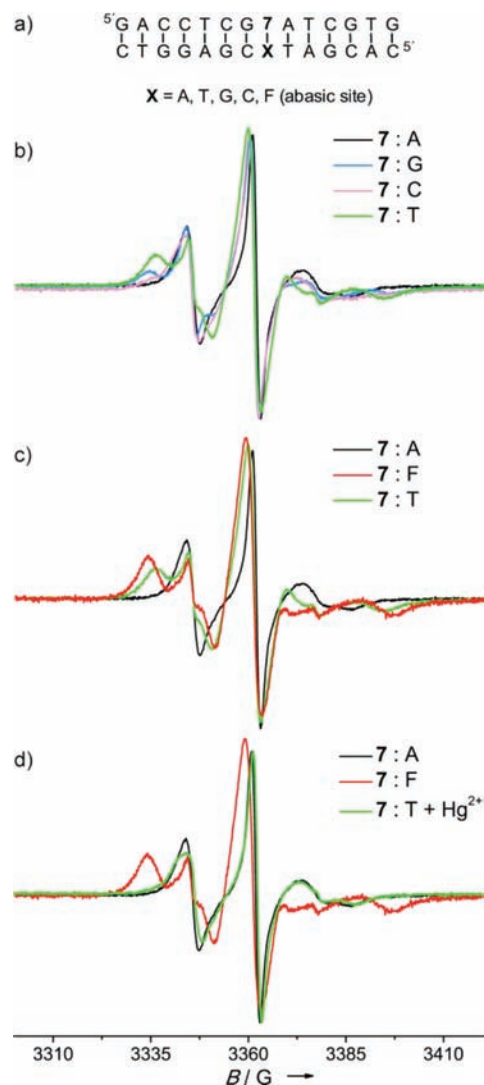 a)
5´ G A C C T C G 7 A T C G T G
C T G G A G C X T A G C A C 5´
X = A, T, G, C, F (abasic site)
b)
7 : A
7 : G
7 : C
7 : T
c)
7 : A
7 : F
7 : T
d)
7 : A
7 : F
7 : T + Hg²⁺
3310 3335 3360 3385 3410
B / G →